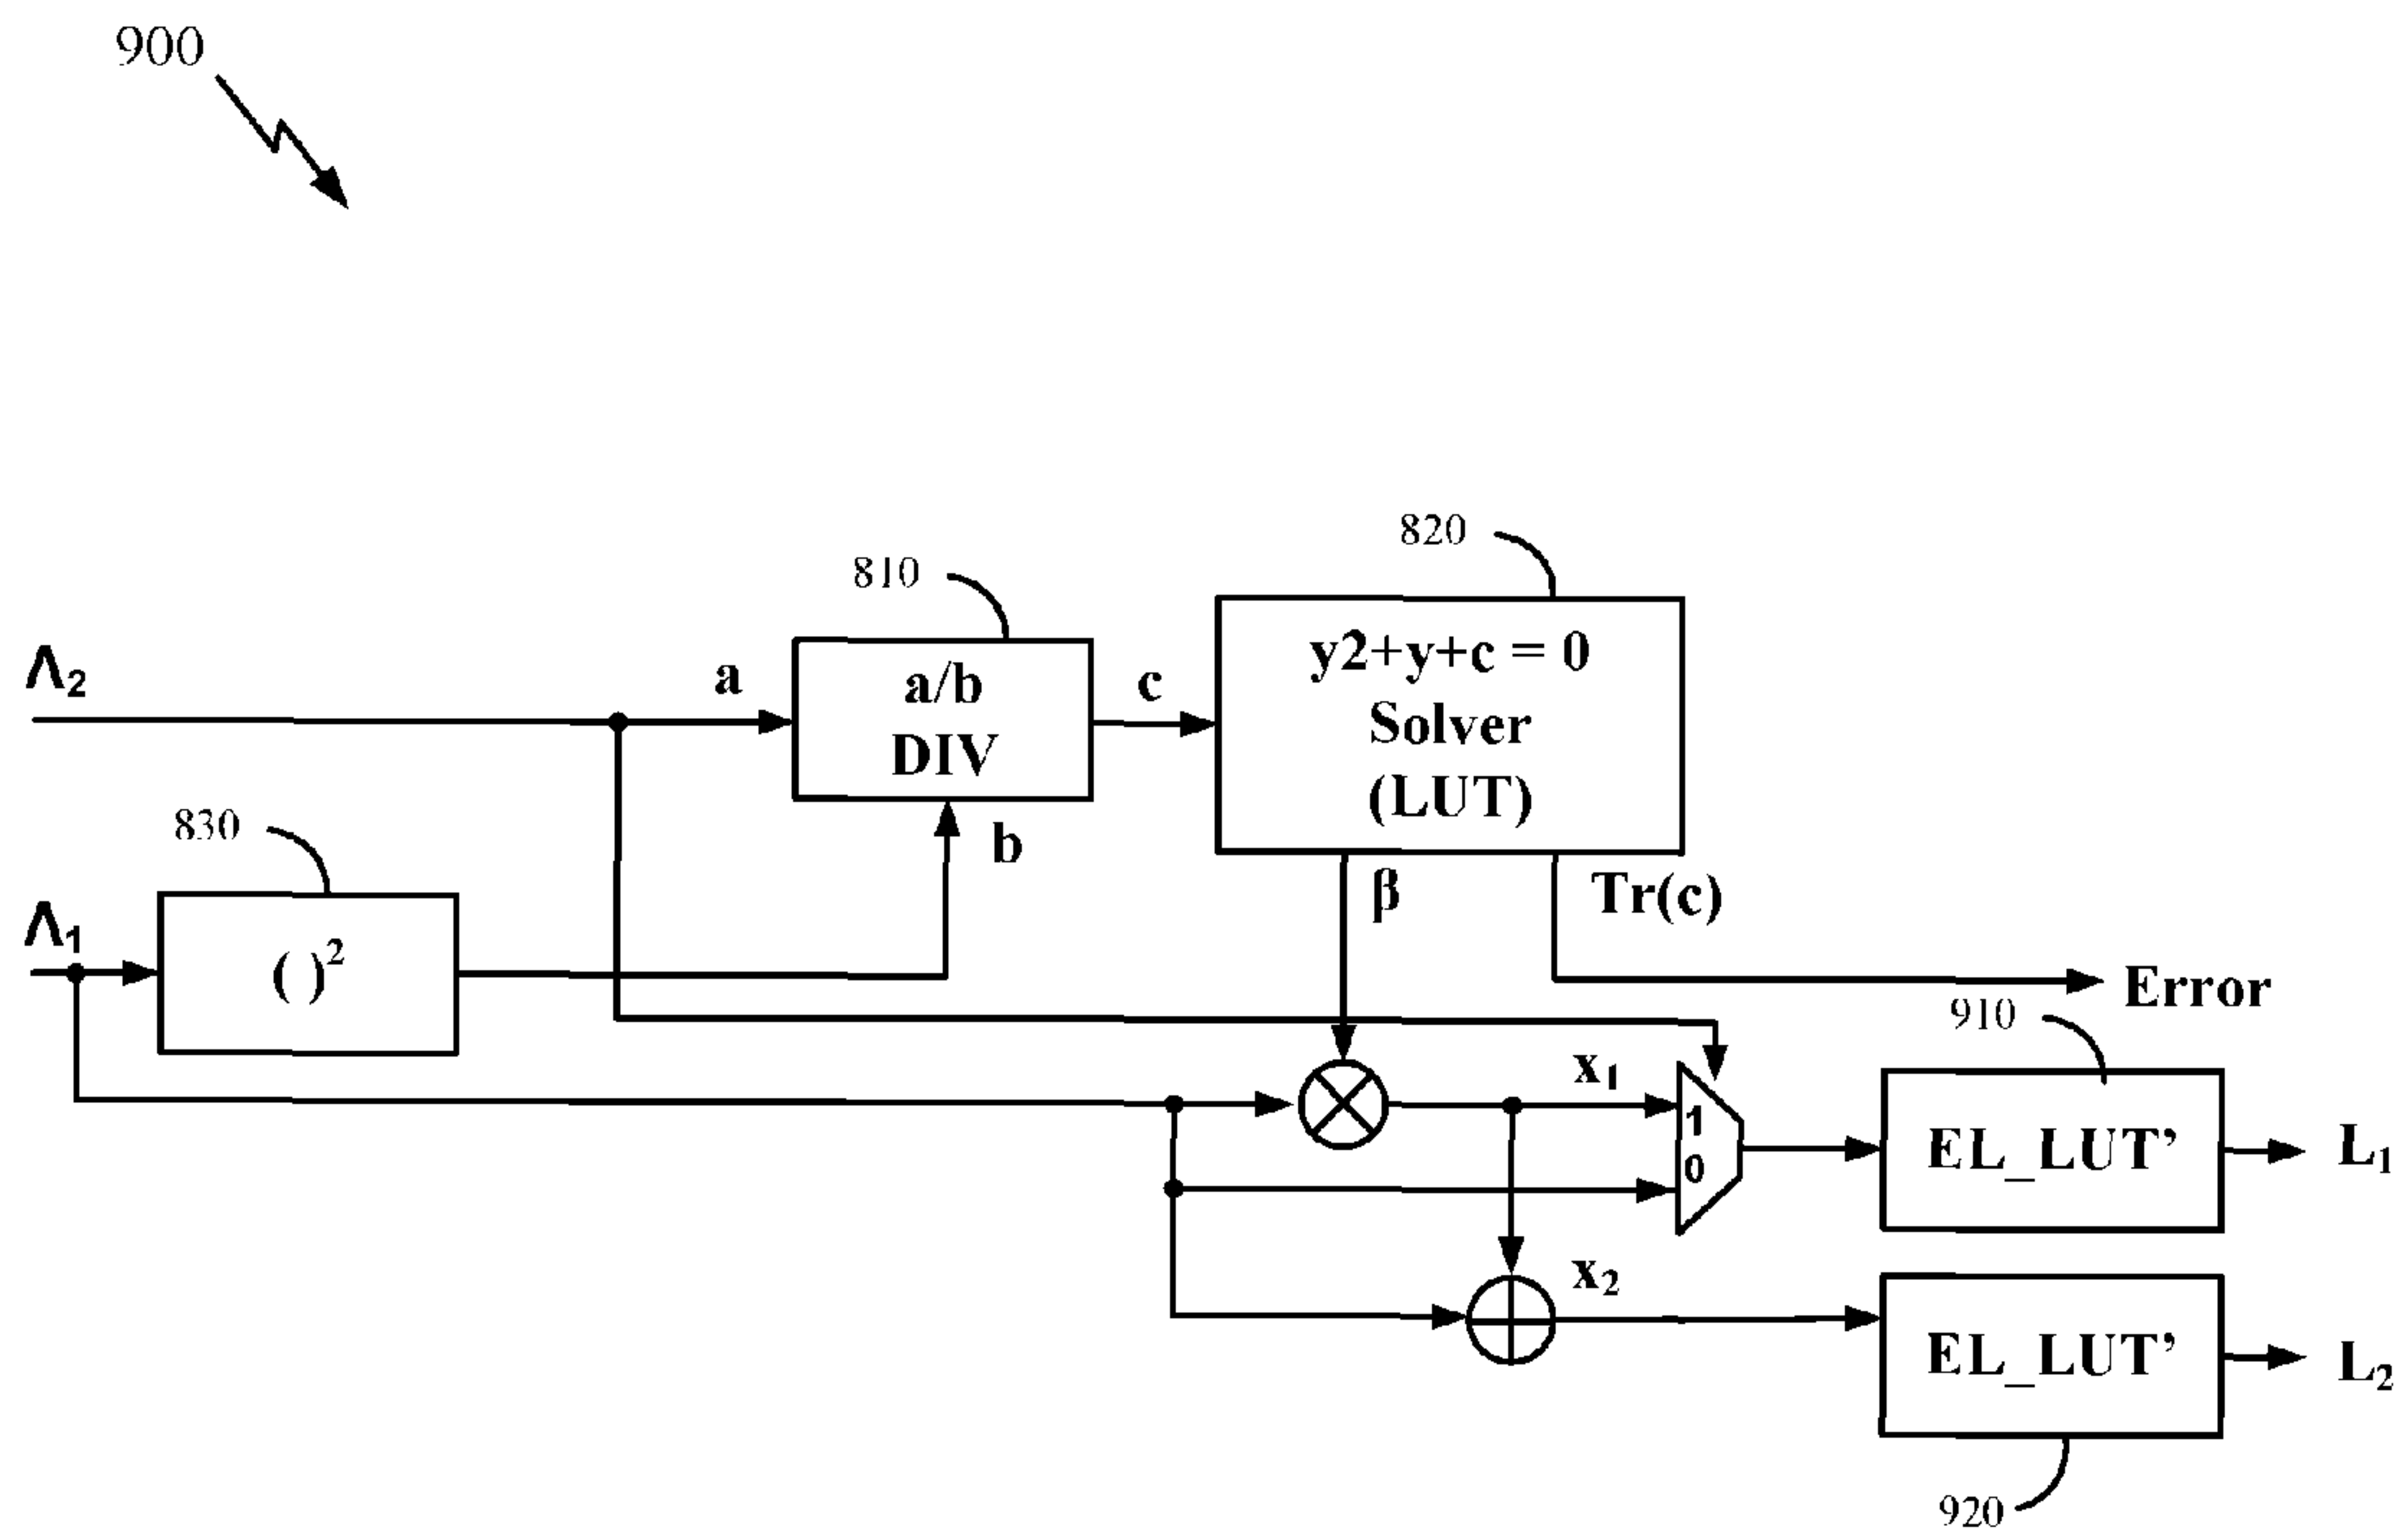 900
820
810
y2+y+c = 0
Solver
(LUT)
Λ2
a
a/b
DIV
c
830
b
β
Tr(c)
Λ1
( )²
Error
910
x1
1
0
EL_LUT’
L1
x2
EL_LUT’
L2
920